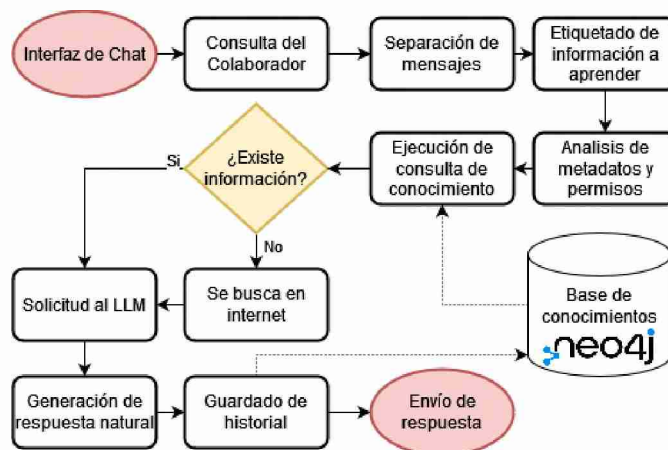 Interfaz de Chat
Consulta del
Colaborador
Separación de
mensajes
Etiquetado de
información a
aprender
Analisis de
metadatos y
permisos
Ejecución de
consulta de
conocimiento
¿Existe
información?
Si
No
Se busca en
internet
Solicitud al LLM
Base de
conocimientos
neo4j
Generación de
respuesta natural
Guardado de
historial
Envío de
respuesta